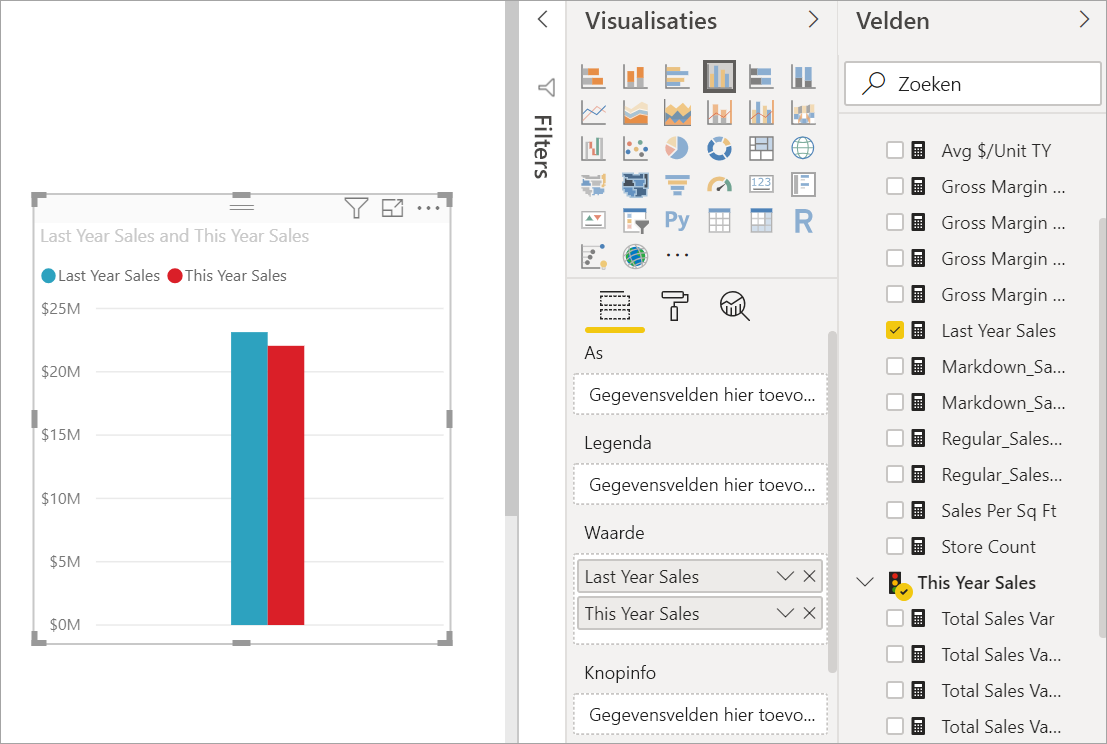 Last Year Sales and This Year Sales
Last Year Sales This Year Sales
$25M
$20M
$15M
$10M
$5M
$0M
Filters
Visualisaties
123
Py
R
As
Gegevensvelden hier toevo...
Legenda
Gegevensvelden hier toevo...
Waarde
Last Year Sales
This Year Sales
Knopinfo
Gegevensvelden hier toevo...
Velden
Zoeken
Avg $/Unit TY
Gross Margin ...
Gross Margin ...
Gross Margin ...
Gross Margin ...
Last Year Sales
Markdown_Sa...
Markdown_Sa...
Regular_Sales...
Regular_Sales...
Sales Per Sq Ft
Store Count
This Year Sales
Total Sales Var
Total Sales Va...
Total Sales Va...
Total Sales Va...